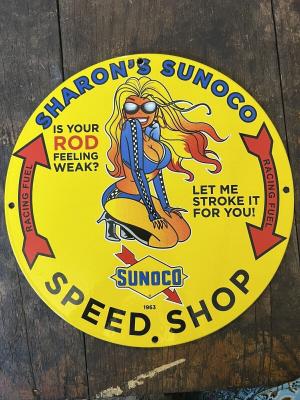 SHARON'S SUNOCO
IS YOUR
ROD
FEELING
WEAK?
RACING FUEL
RACING FUEL
LET ME
STROKE IT
FOR YOU!
SUNOCO
1963
SPEED SHOP